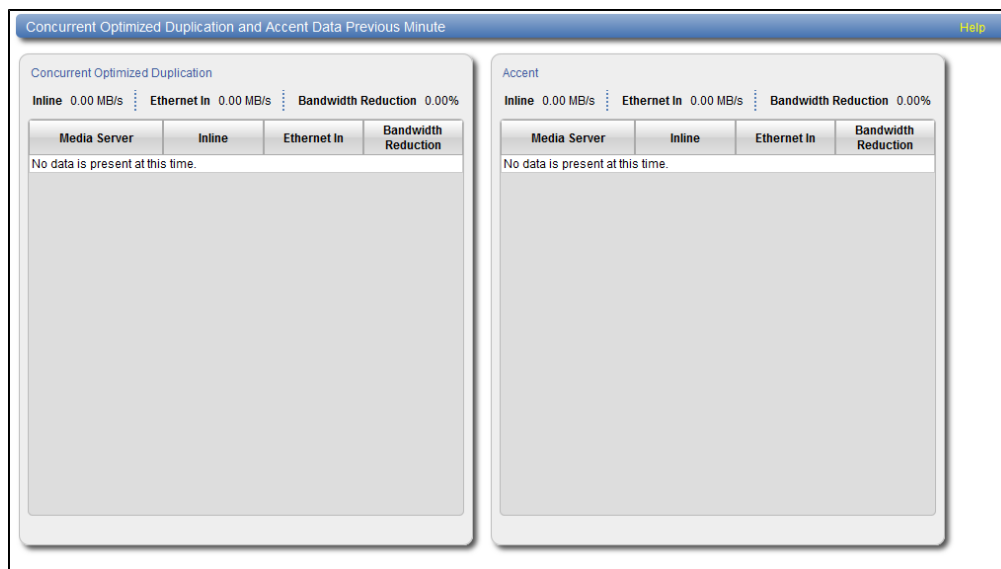 Concurrent Optimized Duplication and Accent Data Previous Minute Help
Concurrent Optimized Duplication
Inline 0.00 MB/s Ethernet In 0.00 MB/s Bandwidth Reduction 0.00%
Media Server Inline Ethernet In Bandwidth Reduction
No data is present at this time.
Accent
Inline 0.00 MB/s Ethernet In 0.00 MB/s Bandwidth Reduction 0.00%
Media Server Inline Ethernet In Bandwidth Reduction
No data is present at this time.